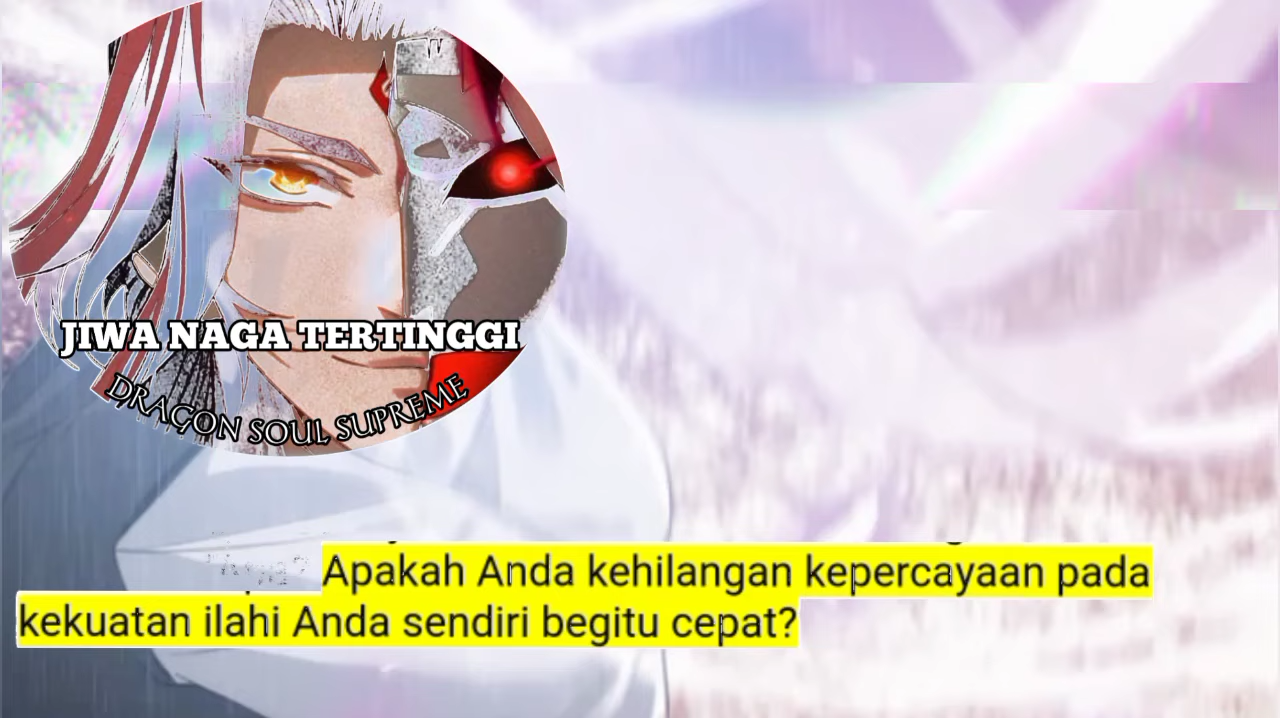 JIWA NAGA TERTINGGI
DRAGON SOUL SUPREME
Apakah Anda kehilangan kepercayaan pada
kekuatan ilahi Anda sendiri begitu cepat?